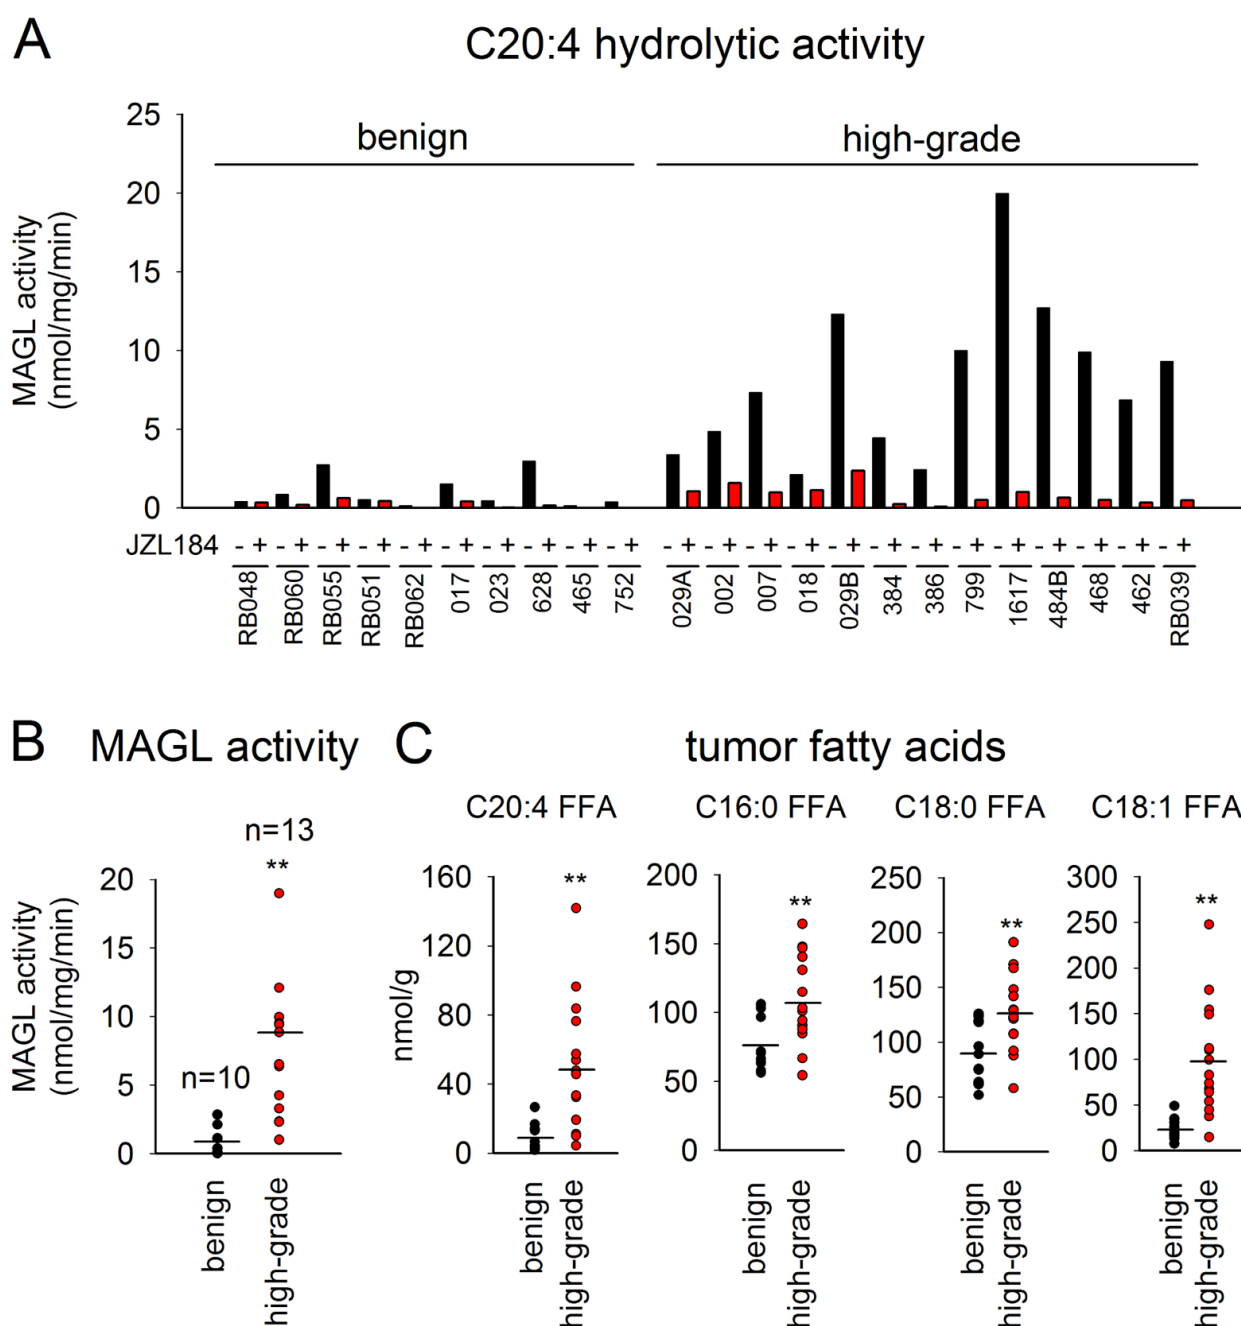 A
C20:4 hydrolytic activity
benign
high-grade
MAGL activity
(nmol/mg/min)
25
20
15
10
5
0
JZL184 - + - + - + - + - + - + - + - + - + - + - + - + - + - + - + - + - + - + - + - + - + - + - +
RB048 RB060 RB055 RB051 RB062 017 023 628 465 752 029A 002 007 018 029B 384 386 799 1617 484B 468 462 RB039
B
MAGL activity
MAGL activity
(nmol/mg/min)
20
15
10
5
0
n=10
n=13
**
benign
high-grade
C
tumor fatty acids
C20:4 FFA
nmol/g
160
120
80
40
0
**
benign
high-grade
C16:0 FFA
200
150
100
50
0
**
benign
high-grade
C18:0 FFA
250
200
150
100
50
0
**
benign
high-grade
C18:1 FFA
300
250
200
150
100
50
0
**
benign
high-grade